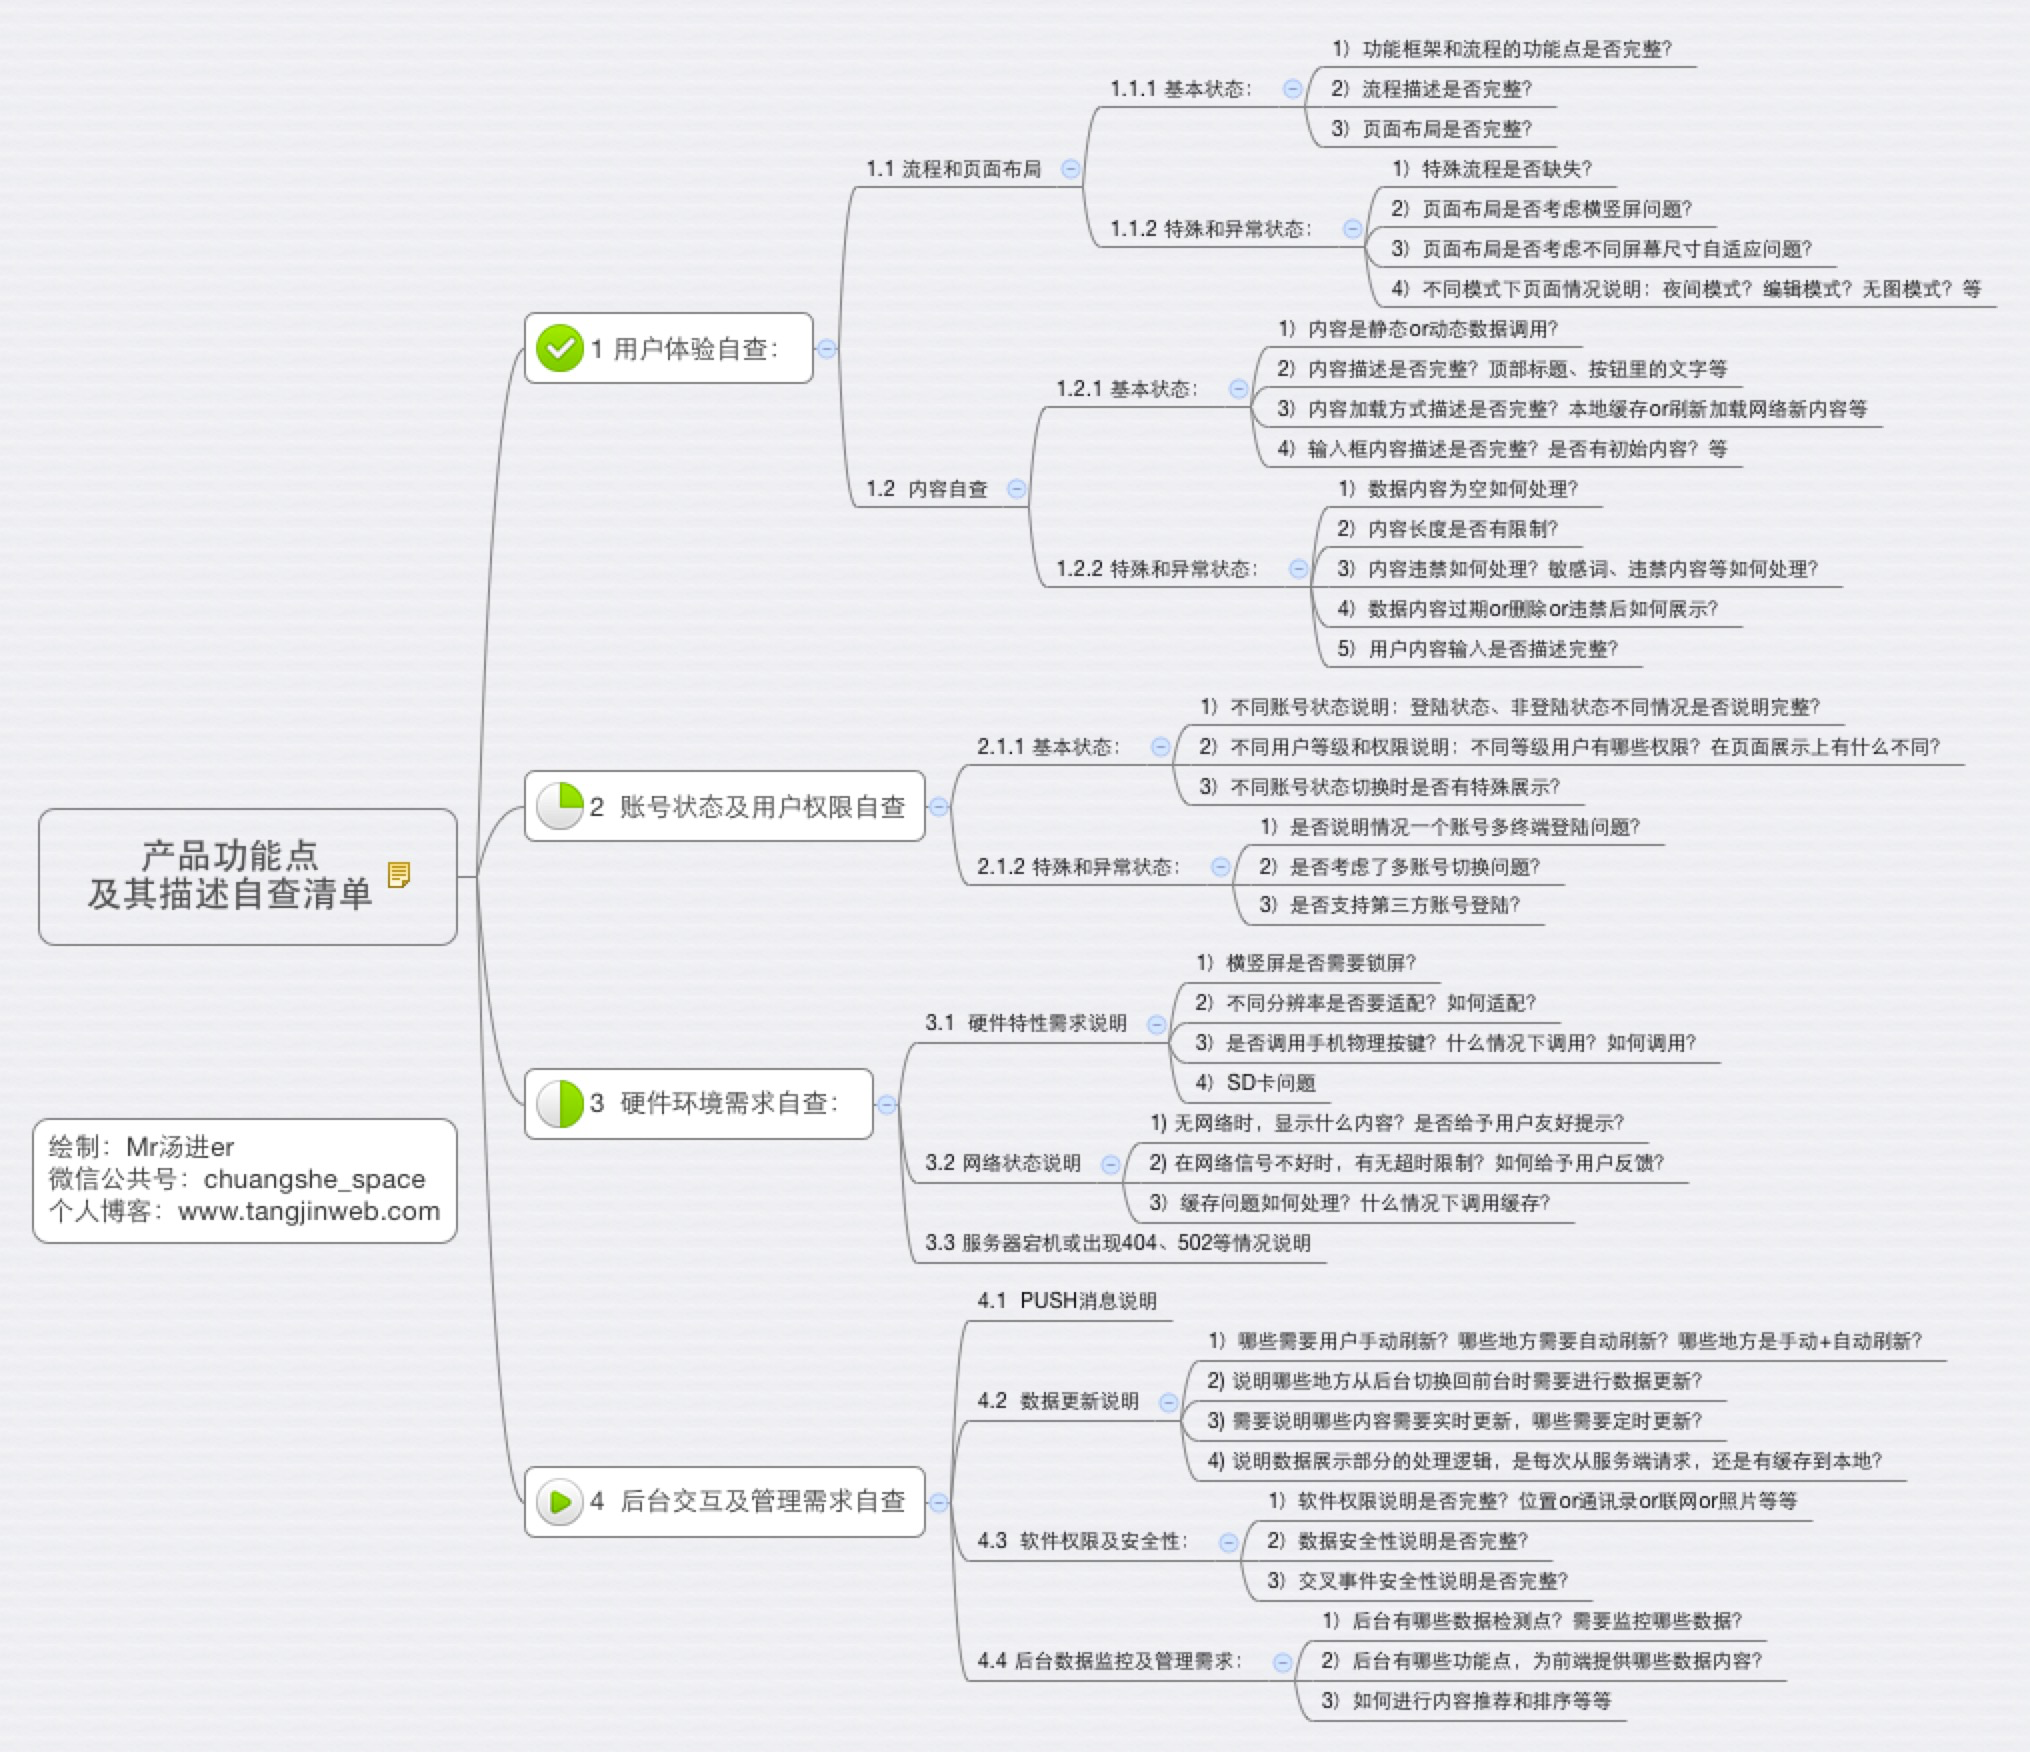 产品功能点
及其描述自查清单
绘制：Mr汤进er
微信公共号：chuangshe_space
个人博客：www.tangjinweb.com
1 用户体验自查：
1.1 流程和页面布局
1.1.1 基本状态：
1）功能框架和流程的功能点是否完整？
2）流程描述是否完整？
3）页面布局是否完整？
1.1.2 特殊和异常状态：
1）特殊流程是否缺失？
2）页面布局是否考虑横竖屏问题？
3）页面布局是否考虑不同屏幕尺寸自适应问题？
4）不同模式下页面情况说明：夜间模式？编辑模式？无图模式？等
1.2 内容自查
1.2.1 基本状态：
1）内容是静态or动态数据调用？
2）内容描述是否完整？顶部标题、按钮里的文字等
3）内容加载方式描述是否完整？本地缓存or刷新加载网络新内容等
4）输入框内容描述是否完整？是否有初始内容？等
1.2.2 特殊和异常状态：
1）数据内容为空如何处理？
2）内容长度是否有限制？
3）内容违禁如何处理？敏感词、违禁内容等如何处理？
4）数据内容过期or删除or违禁后如何展示？
5）用户内容输入是否描述完整？
2 账号状态及用户权限自查
2.1.1 基本状态：
1）不同账号状态说明：登陆状态、非登陆状态不同情况是否说明完整？
2）不同用户等级和权限说明：不同等级用户有哪些权限？在页面展示上有什么不同？
3）不同账号状态切换时是否有特殊展示？
2.1.2 特殊和异常状态：
1）是否说明情况一个账号多终端登陆问题？
2）是否考虑了多账号切换问题？
3）是否支持第三方账号登陆？
3 硬件环境需求自查：
3.1 硬件特性需求说明
1）横竖屏是否需要锁屏？
2）不同分辨率是否要适配？如何适配？
3）是否调用手机物理按键？什么情况下调用？如何调用？
4）SD卡问题
3.2 网络状态说明
1) 无网络时，显示什么内容？是否给予用户友好提示？
2) 在网络信号不好时，有无超时限制？如何给予用户反馈？
3）缓存问题如何处理？什么情况下调用缓存？
3.3 服务器宕机或出现404、502等情况说明
4 后台交互及管理需求自查
4.1 PUSH消息说明
4.2 数据更新说明
1）哪些需要用户手动刷新？哪些地方需要自动刷新？哪些地方是手动+自动刷新？
2) 说明哪些地方从后台切换回前台时需要进行数据更新？
3) 需要说明哪些内容需要实时更新，哪些需要定时更新？
4) 说明数据展示部分的处理逻辑，是每次从服务端请求，还是有缓存到本地？
4.3 软件权限及安全性：
1）软件权限说明是否完整？位置or通讯录or联网or照片等等
2）数据安全性说明是否完整？
3）交叉事件安全性说明是否完整？
4.4 后台数据监控及管理需求：
1）后台有哪些数据检测点？需要监控哪些数据？
2）后台有哪些功能点，为前端提供哪些数据内容？
3）如何进行内容推荐和排序等等